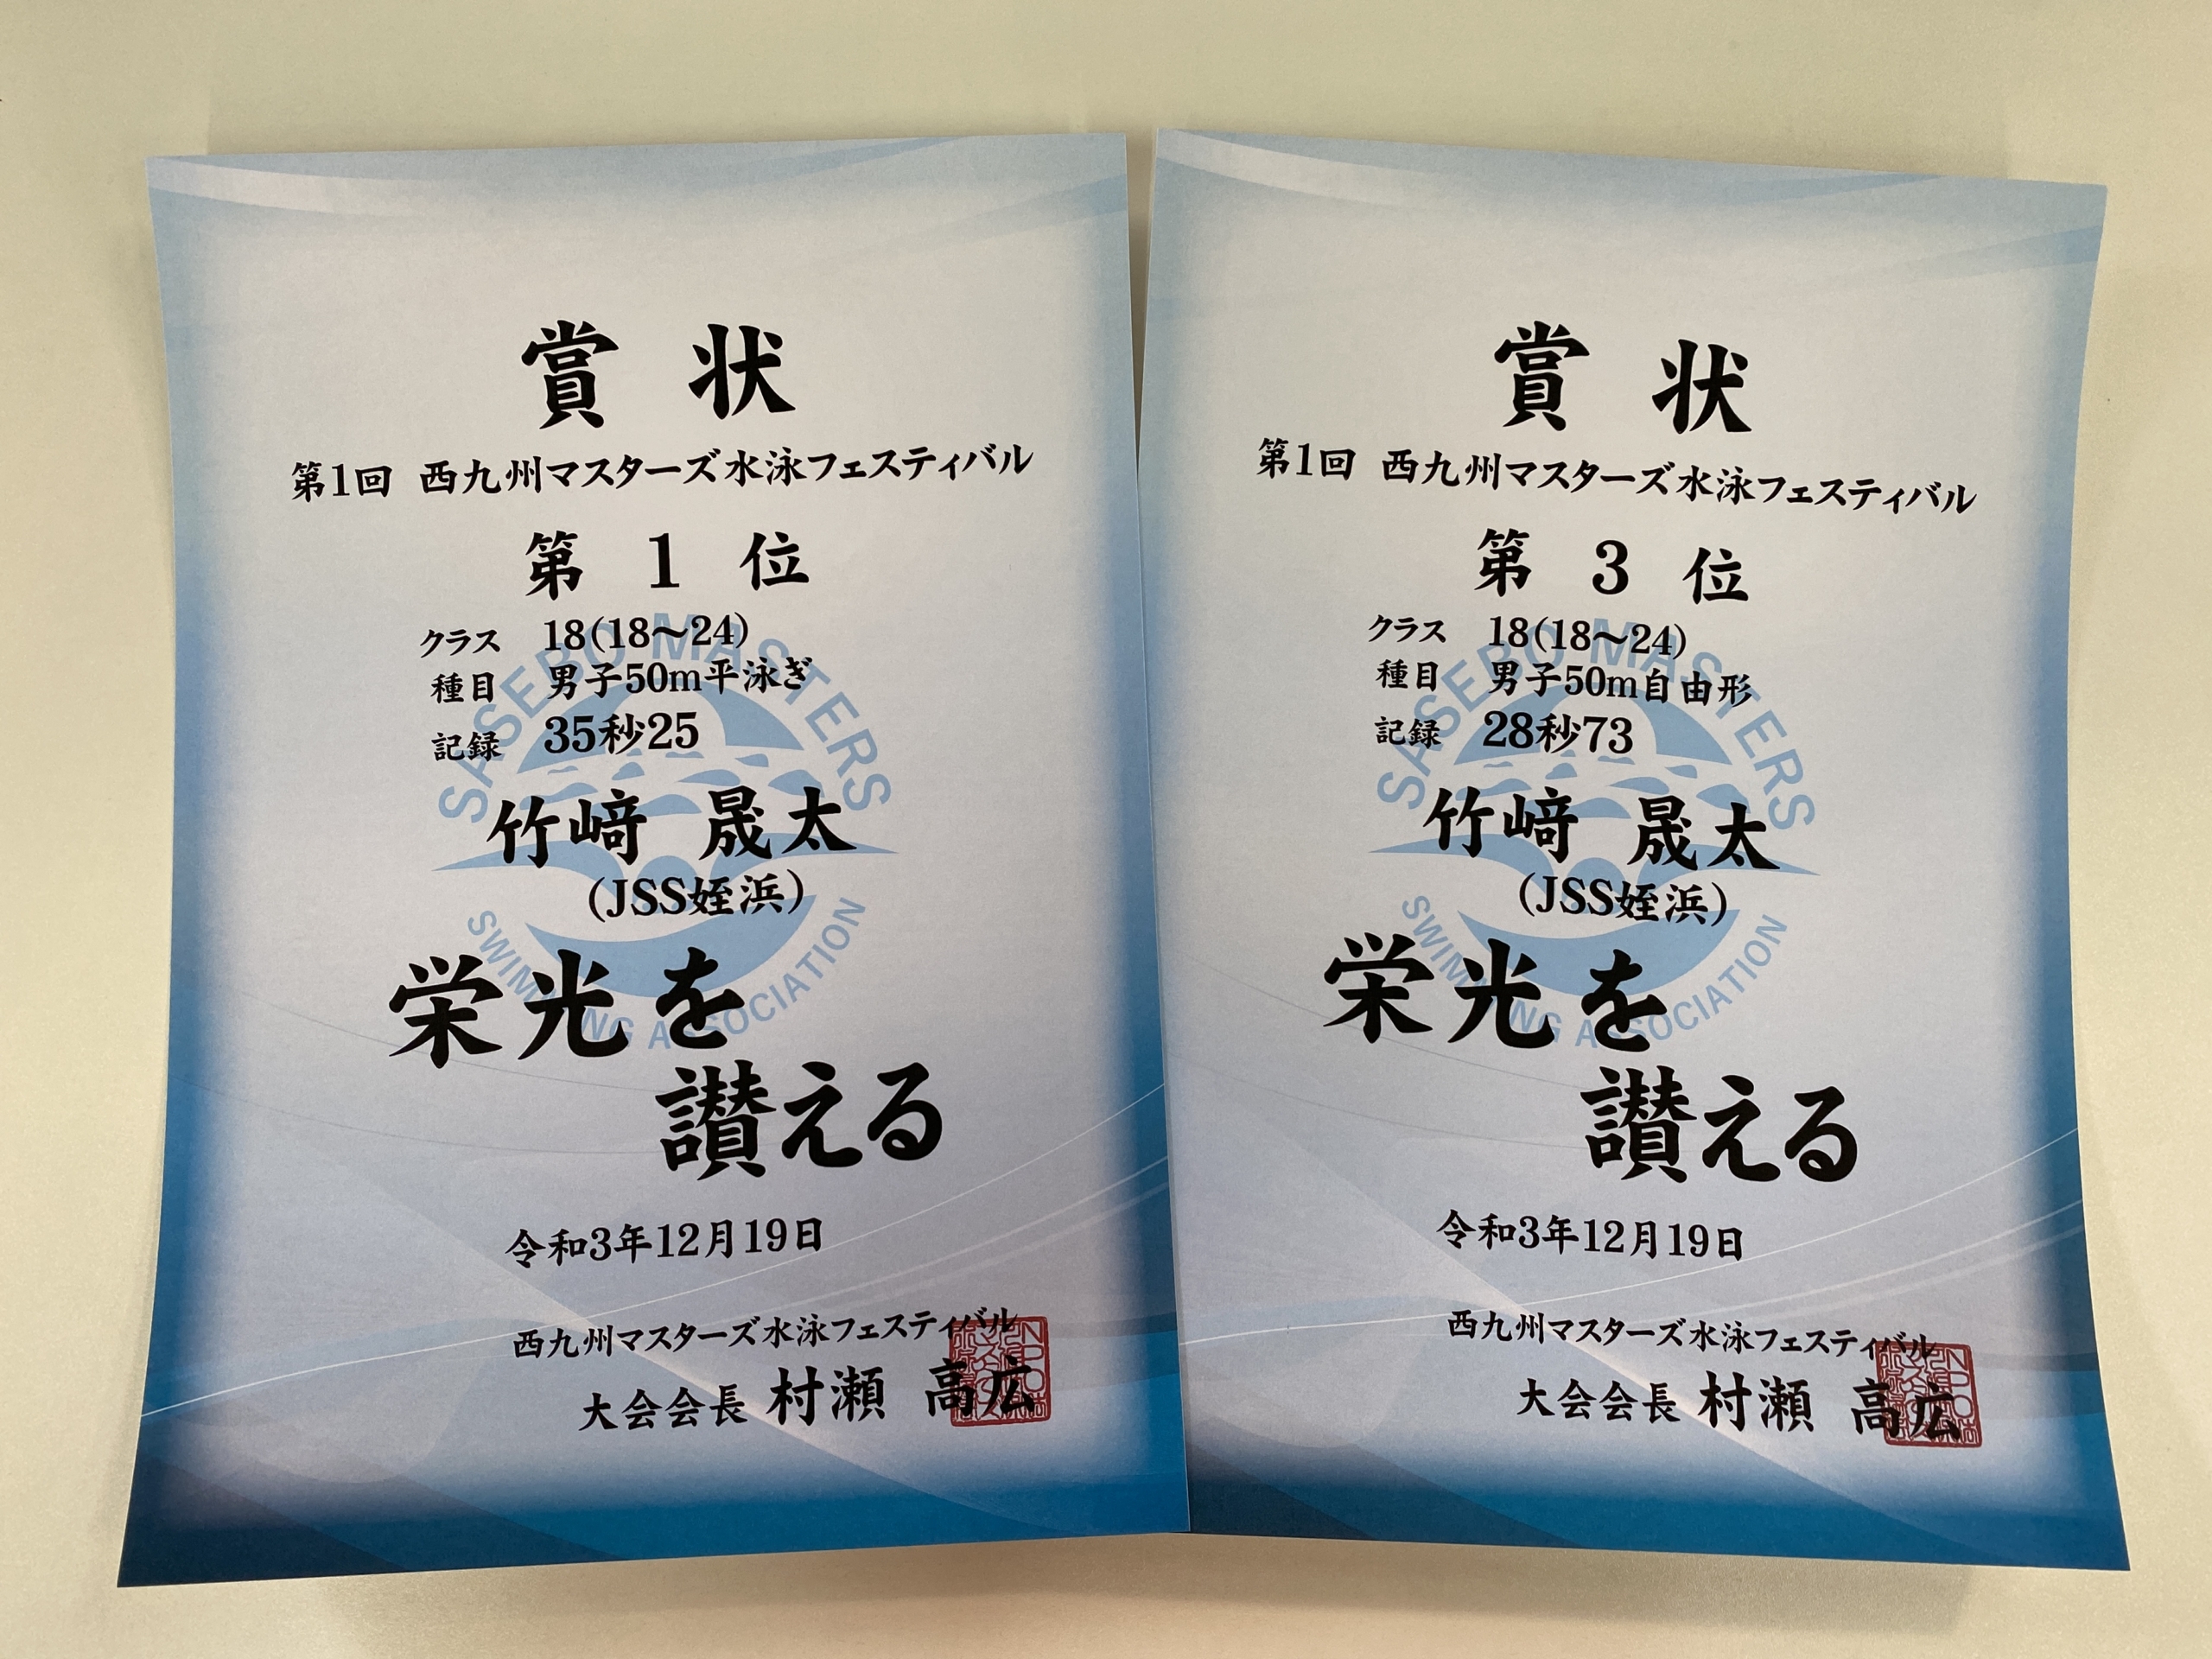 賞状
第1回 西九州マスターズ水泳フェスティバル
第 1 位
クラス 18(18～24)
種目 男子50m平泳ぎ
記録 35秒25
竹﨑 晟太
(JSS姪浜)
栄光を
讃える
令和3年12月19日
西九州マスターズ水泳フェスティバル
大会会長 村瀬 高広
SASEBO MASTERS
SWIMMING ASSOCIATION
賞状
第1回 西九州マスターズ水泳フェスティバル
第 3 位
クラス 18(18～24)
種目 男子50m自由形
記録 28秒73
竹﨑 晟太
(JSS姪浜)
栄光を
讃える
令和3年12月19日
西九州マスターズ水泳フェスティバル
大会会長 村瀬 高広
SASEBO MASTERS
SWIMMING ASSOCIATION